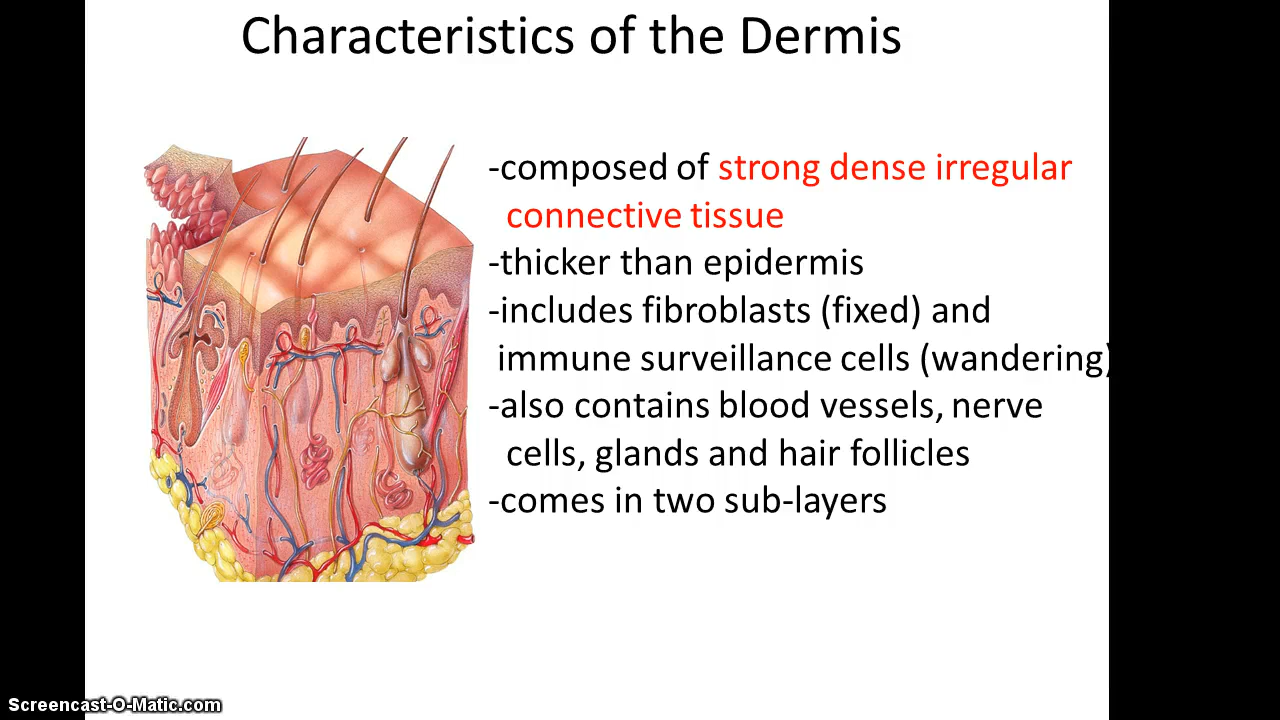 Characteristics of the Dermis
-composed of strong dense irregular
connective tissue
-thicker than epidermis
-includes fibroblasts (fixed) and
immune surveillance cells (wandering)
-also contains blood vessels, nerve
cells, glands and hair follicles
-comes in two sub-layers
Screencast-O-Matic.com